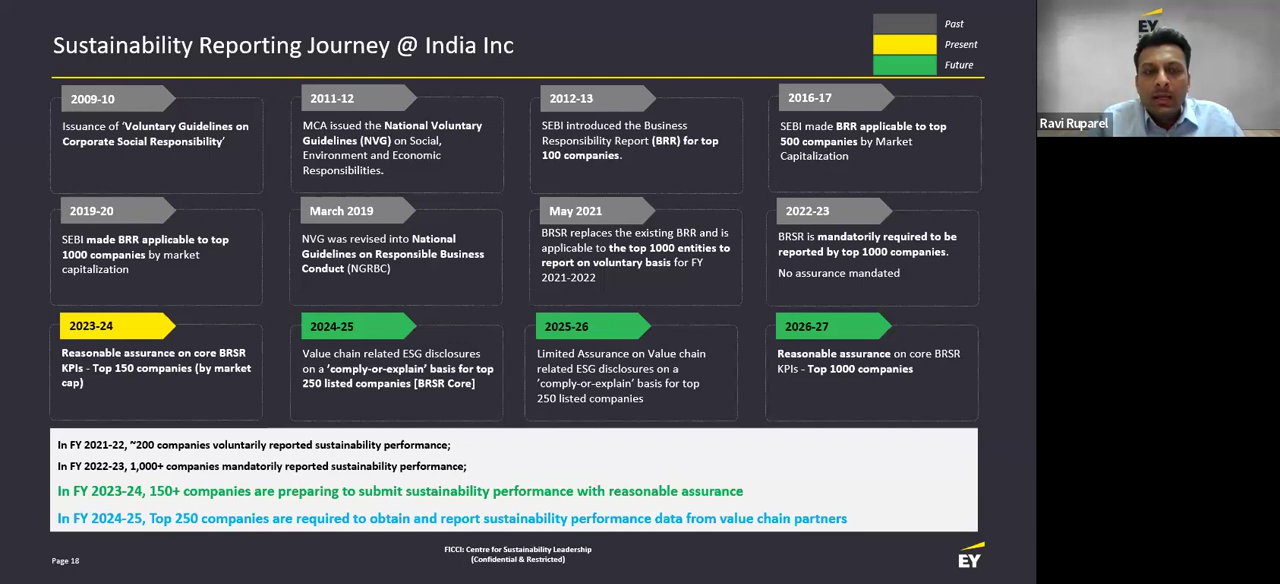 Sustainability Reporting Journey @ India Inc
Past
Present
Future
EY
Ravi Ruparel
2009-10
Issuance of ‘Voluntary Guidelines on
Corporate Social Responsibility’
2011-12
MCA issued the National Voluntary
Guidelines (NVG) on Social,
Environment and Economic
Responsibilities.
2012-13
SEBI introduced the Business
Responsibility Report (BRR) for top
100 companies.
2016-17
SEBI made BRR applicable to top
500 companies by Market
Capitalization
2019-20
SEBI made BRR applicable to top
1000 companies by market
capitalization
March 2019
NVG was revised into National
Guidelines on Responsible Business
Conduct (NGRBC)
May 2021
BRSR replaces the existing BRR and is
applicable to the top 1000 entities to
report on voluntary basis for FY
2021-2022
2022-23
BRSR is mandatorily required to be
reported by top 1000 companies.
No assurance mandated
2023-24
Reasonable assurance on core BRSR
KPIs - Top 150 companies (by market
cap)
2024-25
Value chain related ESG disclosures
on a ‘comply-or-explain’ basis for top
250 listed companies [BRSR Core]
2025-26
Limited Assurance on Value chain
related ESG disclosures on a
‘comply-or-explain’ basis for top
250 listed companies
2026-27
Reasonable assurance on core BRSR
KPIs - Top 1000 companies
In FY 2021-22, ~200 companies voluntarily reported sustainability performance;
In FY 2022-23, 1,000+ companies mandatorily reported sustainability performance;
In FY 2023-24, 150+ companies are preparing to submit sustainability performance with reasonable assurance
In FY 2024-25, Top 250 companies are required to obtain and report sustainability performance data from value chain partners
Page 18
FICCI: Centre for Sustainability Leadership
(Confidential & Restricted)
EY